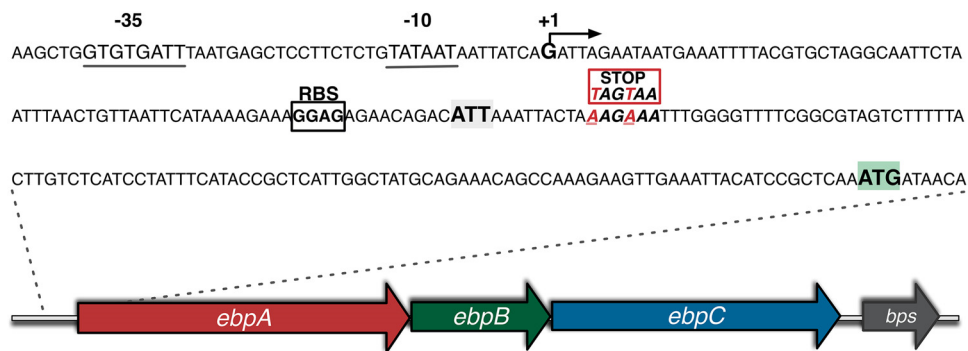 -35 -10 +1
AAGCTGGTGTGATTTAATGAGCTCCTTCTCTGTATAATAATTATCAGATTAGAATAATGAAATTTTACGTGCTAGGCAATTCTA
RBS STOP
TAGTAA
ATTTAACTGTTAATTCATAAAAGAAAGGAGAGAACAGACATTAAATTACTAAAGAAATTTGGGGTTTTCGGCGTAGTCTTTTTA
CTTGTCTCATCCTATTTCATACCGCTCATTGGCTATGCAGAAACAGCCAAAGAAGTTGAAATTACATCCGCTCAAATGATAACA
ebpA ebpB ebpC bps